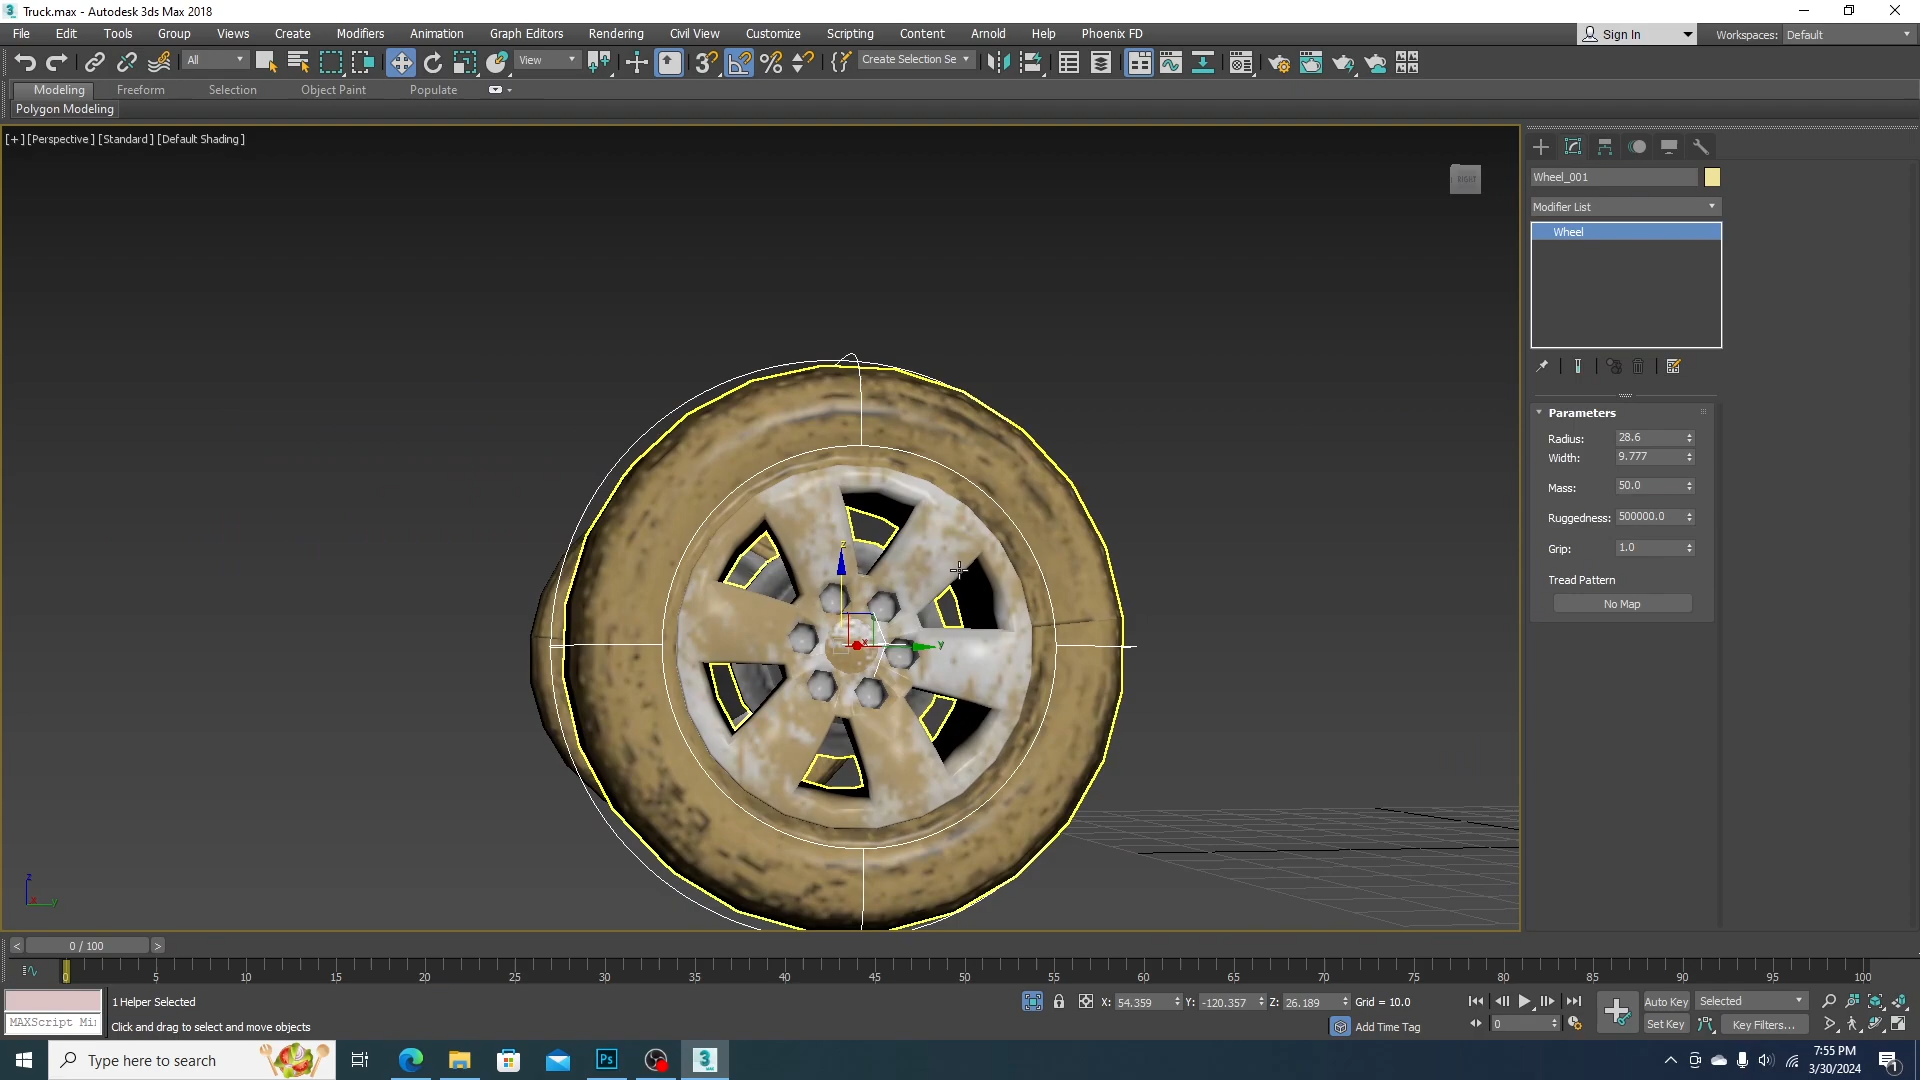 Truck.max - Autodesk 3ds Max 2018
File Edit Tools Group Views Create Modifiers Animation Graph Editors Rendering Civil View Customize Scripting Content Arnold Help Phoenix FD
Sign In Workspaces: Default
All View Create Selection Se
Modeling Freeform Selection Object Paint Populate
Polygon Modeling
[+] [Perspective] [Standard] [Default Shading]
RIGHT
Wheel_001
Modifier List
Wheel
Parameters
Radius: 28.6
Width: 9.777
Mass: 50.0
Ruggedness: 500000.0
Grip: 1.0
Tread Pattern
No Map
z
x y
z
x y
< 0 / 100 >
0 5 10 15 20 25 30 35 40 45 50 55 60 65 70 75 80 85 90 95 100
1 Helper Selected X: 54.359 Y: -120.357 Z: 26.189 Grid = 10.0 Auto Key Selected
MAXScript Mi Click and drag to select and move objects Add Time Tag 0 Set Key Key Filters...
Type here to search
Ps
3
7:55 PM
3/30/2024
1